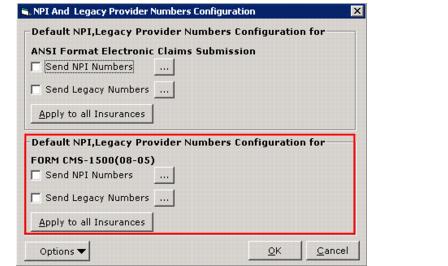 NPI And Legacy Provider Numbers Configuration
Default NPI,Legacy Provider Numbers Configuration for
ANSI Format Electronic Claims Submission
Send NPI Numbers ...
Send Legacy Numbers ...
Apply to all Insurances
Default NPI,Legacy Provider Numbers Configuration for
FORM CMS-1500(08-05)
Send NPI Numbers ...
Send Legacy Numbers ...
Apply to all Insurances
Options OK Cancel